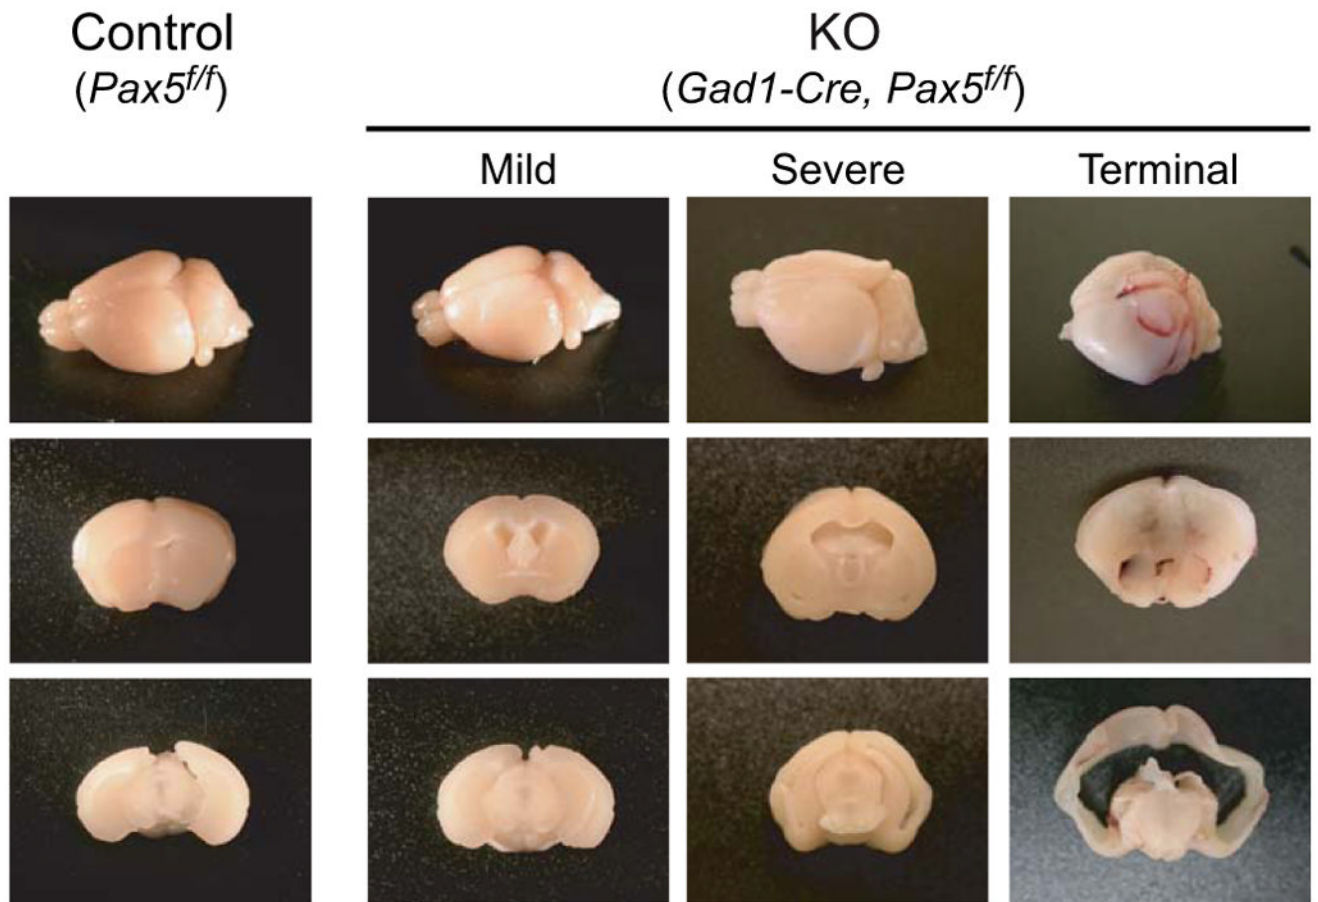 Control
(Pax5f/f)
KO
(Gad1-Cre, Pax5f/f)
Mild
Severe
Terminal